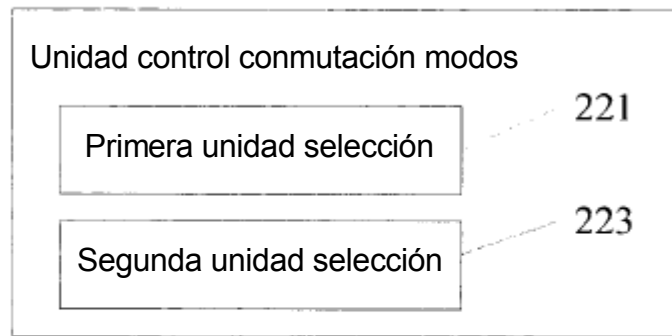 Unidad control conmutación modos
221
Primera unidad selección
223
Segunda unidad selección